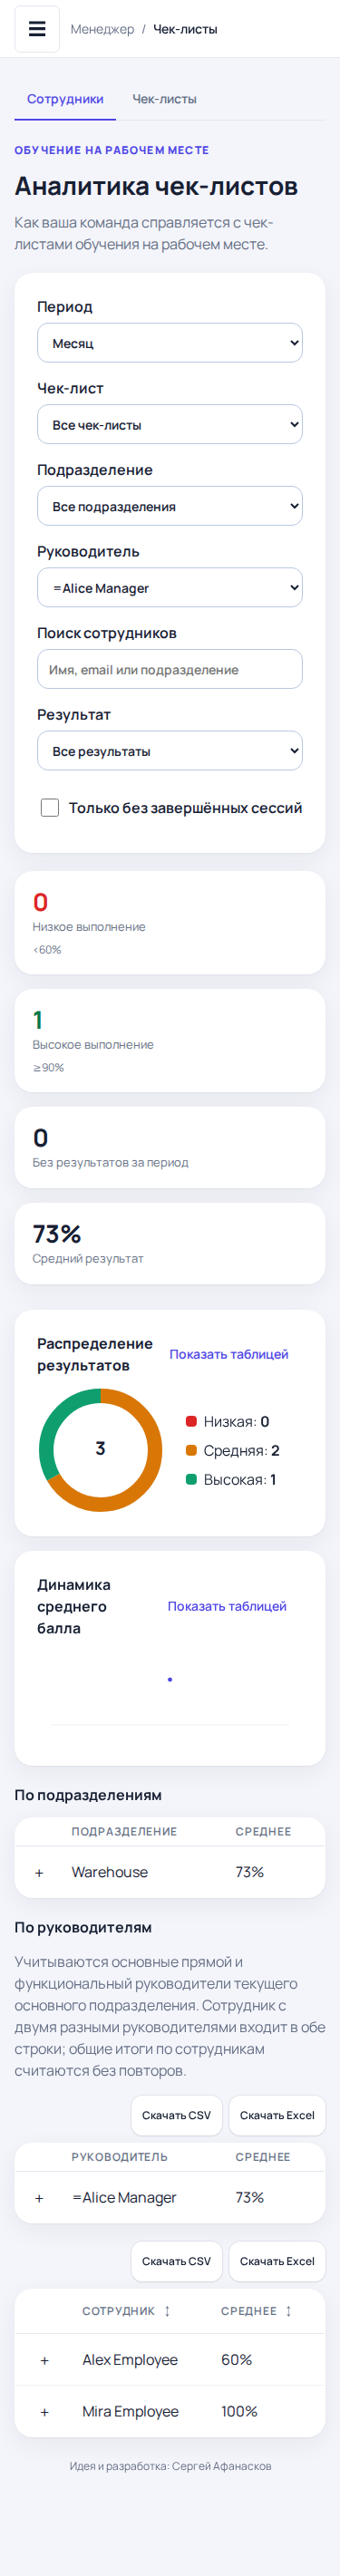 Менеджер / Чек-листы
Сотрудники Чек-листы
ОБУЧЕНИЕ НА РАБОЧЕМ МЕСТЕ
Аналитика чек-листов
Как ваша команда справляется с чек-
листами обучения на рабочем месте.
Период
Месяц
Чек-лист
Все чек-листы
Подразделение
Все подразделения
Руководитель
=Alice Manager
Поиск сотрудников
Имя, email или подразделение
Результат
Все результаты
Только без завершённых сессий
0
Низкое выполнение
<60%
1
Высокое выполнение
≥90%
0
Без результатов за период
73%
Средний результат
Распределение
результатов
Показать таблицей
3
Низкая: 0
Средняя: 2
Высокая: 1
Динамика
среднего
балла
Показать таблицей
По подразделениям
ПОДРАЗДЕЛЕНИЕ СРЕДНЕЕ
+ Warehouse 73%
По руководителям
Учитываются основные прямой и
функциональный руководители текущего
основного подразделения. Сотрудник с
двумя разными руководителями входит в обе
строки; общие итоги по сотрудникам
считаются без повторов.
Скачать CSV Скачать Excel
РУКОВОДИТЕЛЬ СРЕДНЕЕ
+ =Alice Manager 73%
Скачать CSV Скачать Excel
СОТРУДНИК ↕ СРЕДНЕЕ ↕
+ Alex Employee 60%
+ Mira Employee 100%
Идея и разработка: Сергей Афанасков